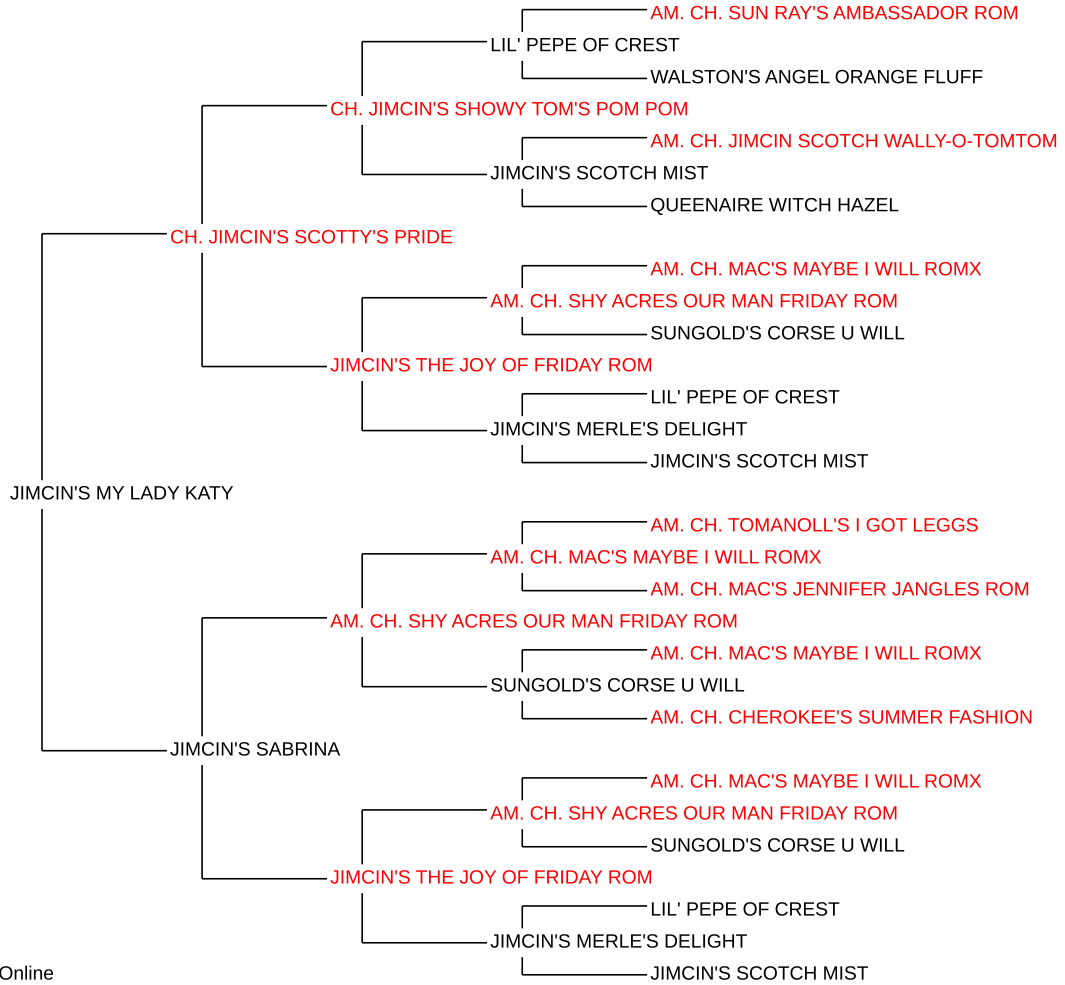 AM. CH. SUN RAY'S AMBASSADOR ROM
LIL' PEPE OF CREST
WALSTON'S ANGEL ORANGE FLUFF
CH. JIMCIN'S SHOWY TOM'S POM POM
AM. CH. JIMCIN SCOTCH WALLY-O-TOMTOM
JIMCIN'S SCOTCH MIST
QUEENAIRE WITCH HAZEL
CH. JIMCIN'S SCOTTY'S PRIDE
AM. CH. MAC'S MAYBE I WILL ROMX
AM. CH. SHY ACRES OUR MAN FRIDAY ROM
SUNGOLD'S CORSE U WILL
JIMCIN'S THE JOY OF FRIDAY ROM
LIL' PEPE OF CREST
JIMCIN'S MERLE'S DELIGHT
JIMCIN'S SCOTCH MIST
JIMCIN'S MY LADY KATY
AM. CH. TOMANOLL'S I GOT LEGGS
AM. CH. MAC'S MAYBE I WILL ROMX
AM. CH. MAC'S JENNIFER JANGLES ROM
AM. CH. SHY ACRES OUR MAN FRIDAY ROM
AM. CH. MAC'S MAYBE I WILL ROMX
SUNGOLD'S CORSE U WILL
AM. CH. CHEROKEE'S SUMMER FASHION
JIMCIN'S SABRINA
AM. CH. MAC'S MAYBE I WILL ROMX
AM. CH. SHY ACRES OUR MAN FRIDAY ROM
SUNGOLD'S CORSE U WILL
JIMCIN'S THE JOY OF FRIDAY ROM
LIL' PEPE OF CREST
JIMCIN'S MERLE'S DELIGHT
JIMCIN'S SCOTCH MIST
Online